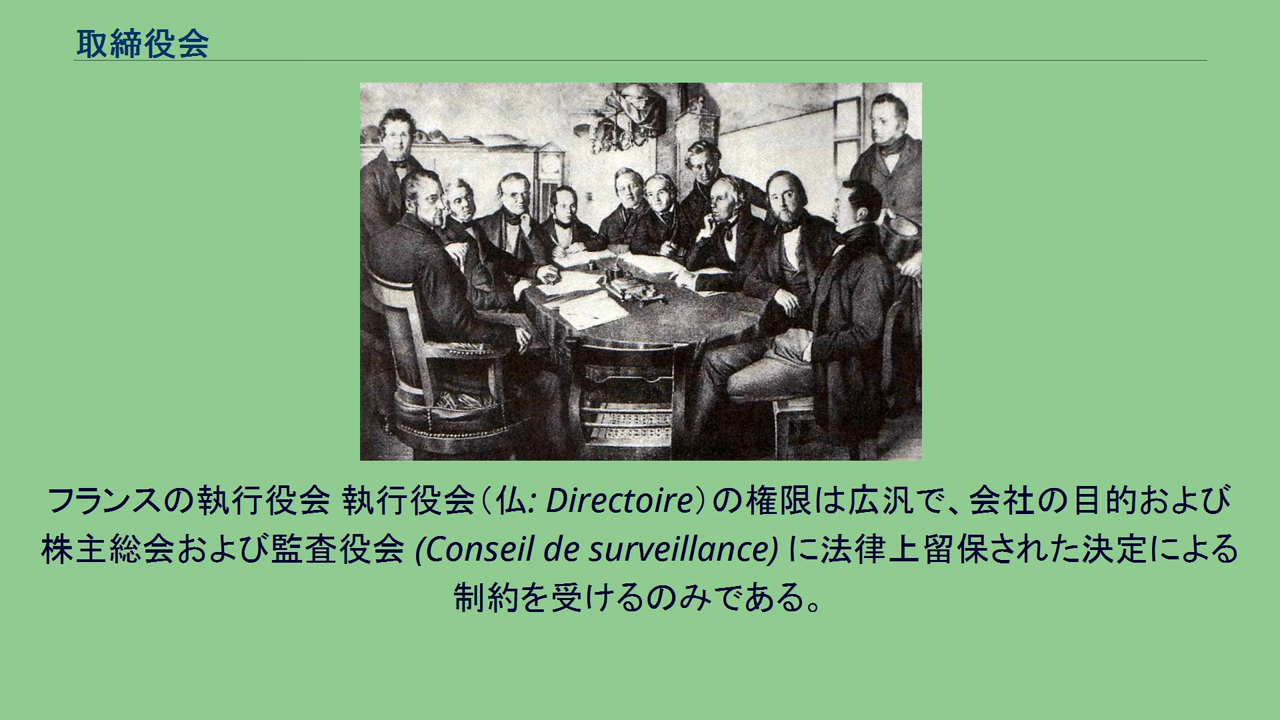 取締役会
フランスの執行役会 執行役会（仏: Directoire）の権限は広汎で、会社の目的および
株主総会および監査役会 (Conseil de surveillance) に法律上留保された決定による
制約を受けるのみである。